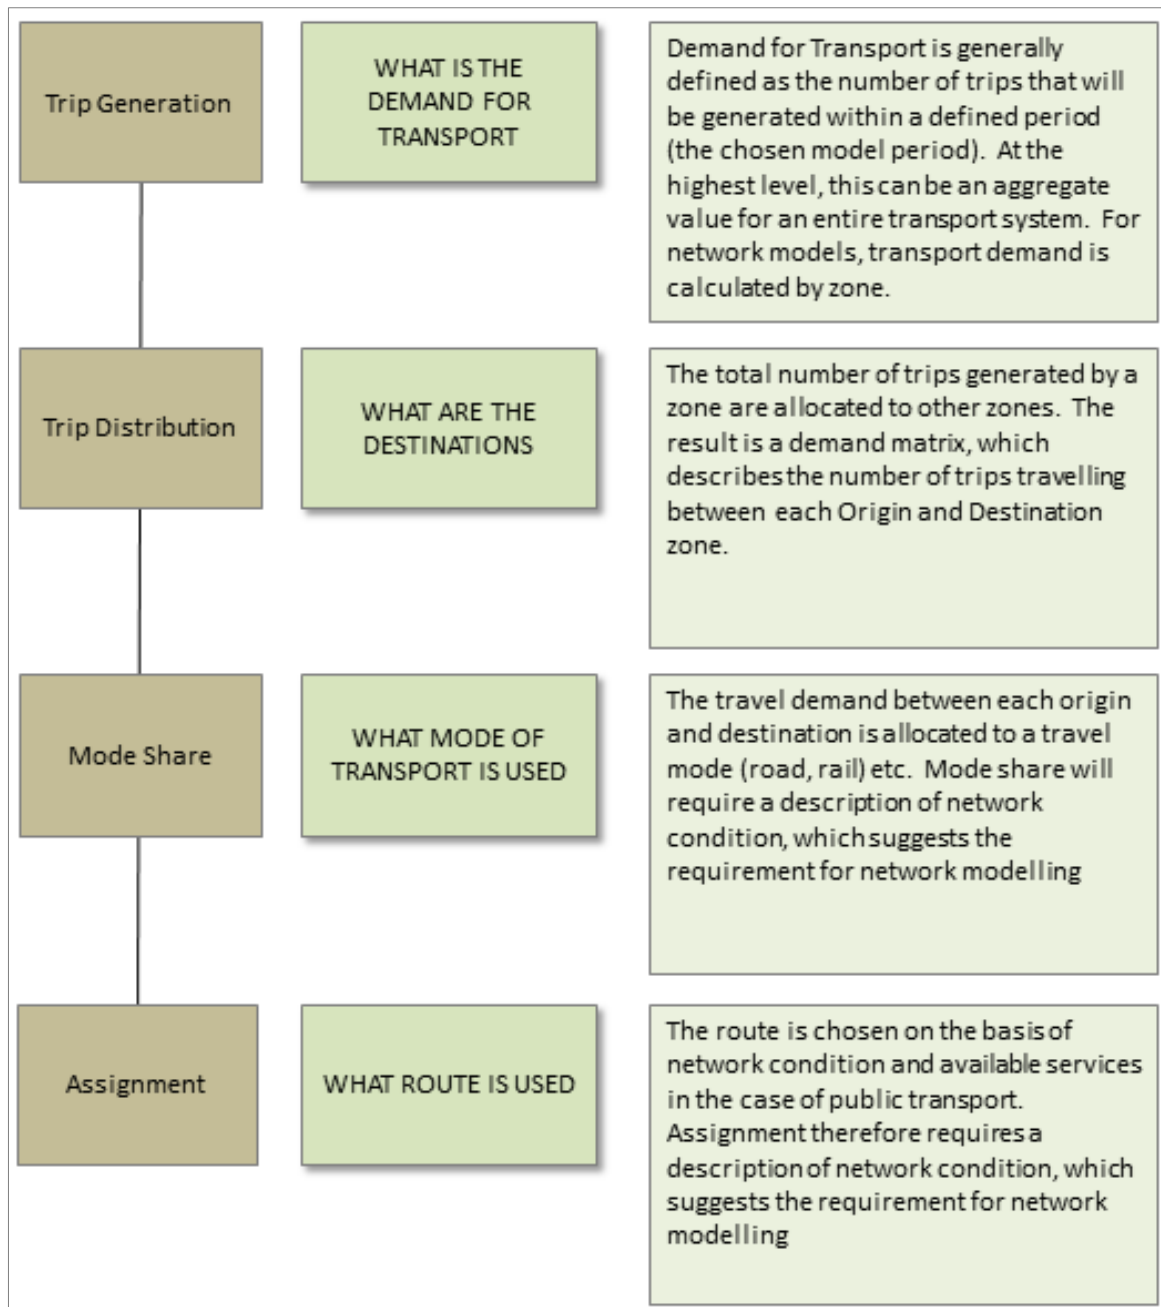 Trip Generation
WHAT IS THE
DEMAND FOR
TRANSPORT
Demand for Transport is generally
defined as the number of trips that will
be generated within a defined period
(the chosen model period).  At the
highest level, this can be an aggregate
value for an entire transport system.  For
network models, transport demand is
calculated by zone.
Trip Distribution
WHAT ARE THE
DESTINATIONS
The total number of trips generated by a
zone are allocated to other zones.  The
result is a demand matrix, which
describes the number of trips travelling
between each Origin and Destination
zone.
Mode Share
WHAT MODE OF
TRANSPORT IS USED
The travel demand between each origin
and destination is allocated to a travel
mode (road, rail) etc.  Mode share will
require a description of network
condition, which suggests the
requirement for network modelling
Assignment
WHAT ROUTE IS USED
The route is chosen on the basis of
network condition and available services
in the case of public transport.
Assignment therefore requires a
description of network condition, which
suggests the requirement for network
modelling